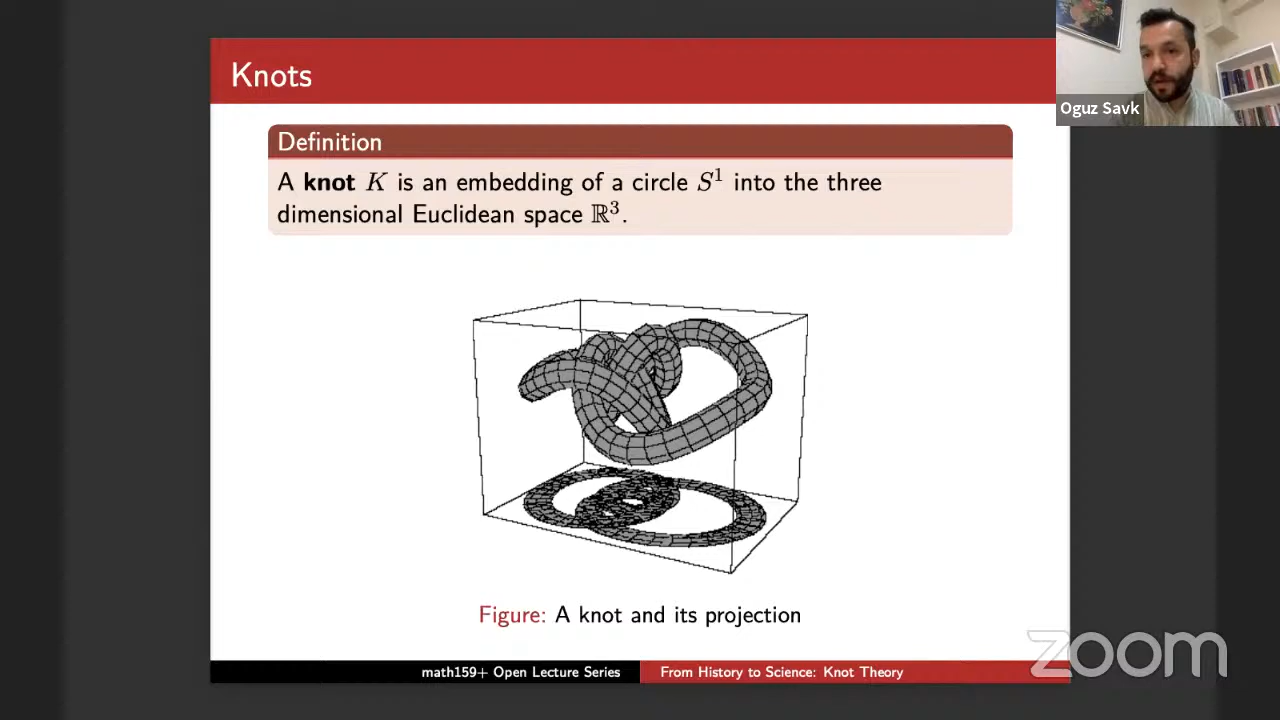 Knots
Oguz Savk
Definition
A knot K is an embedding of a circle S¹ into the three
dimensional Euclidean space ℝ³.
Figure: A knot and its projection
math159+ Open Lecture Series
From History to Science: Knot Theory
zoom